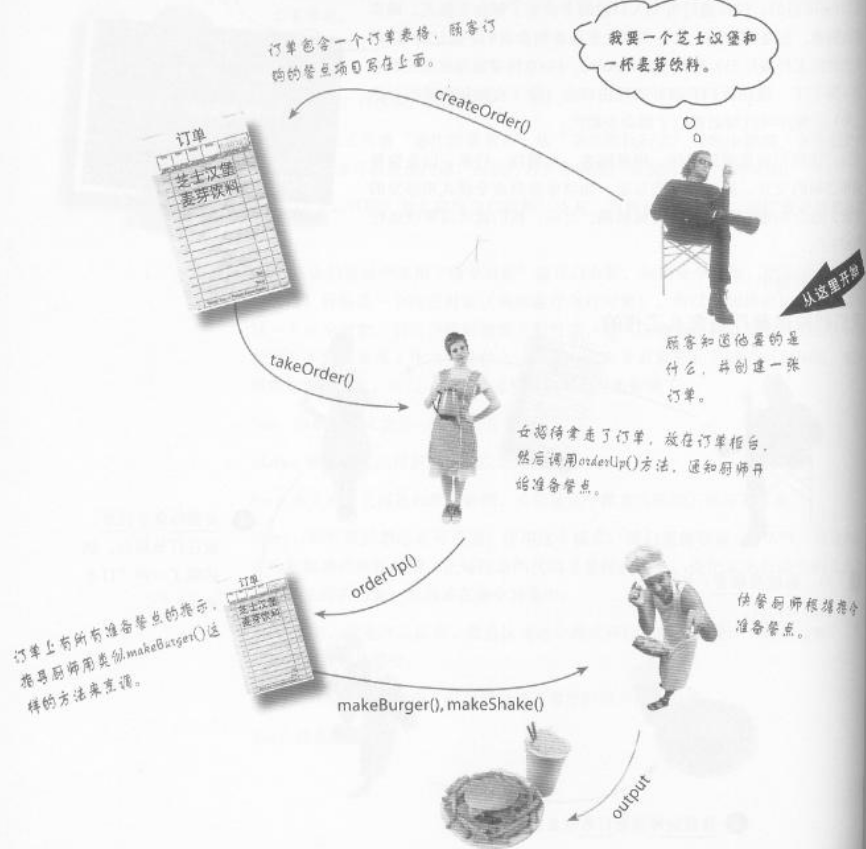 订单包含一个订单表格，顾客订
购的餐点项目写在上面。
我要一个芝士汉堡和
一杯麦芽饮料。
createOrder()
订单
芝士汉堡
麦芽饮料
从这里开始
顾客知道他要的是
什么，并创建一张
订单。
takeOrder()
女招待拿走了订单，放在订单柜台，
然后调用orderUp()方法，通知厨师开
始准备餐点。
orderUp()
订单
芝士汉堡
麦芽饮料
订单上有所有准备餐点的指示，
指导厨师用类似makeBurger()这
样的方法来烹调。
快餐厨师根据指令
准备餐点。
makeBurger(), makeShake()
output